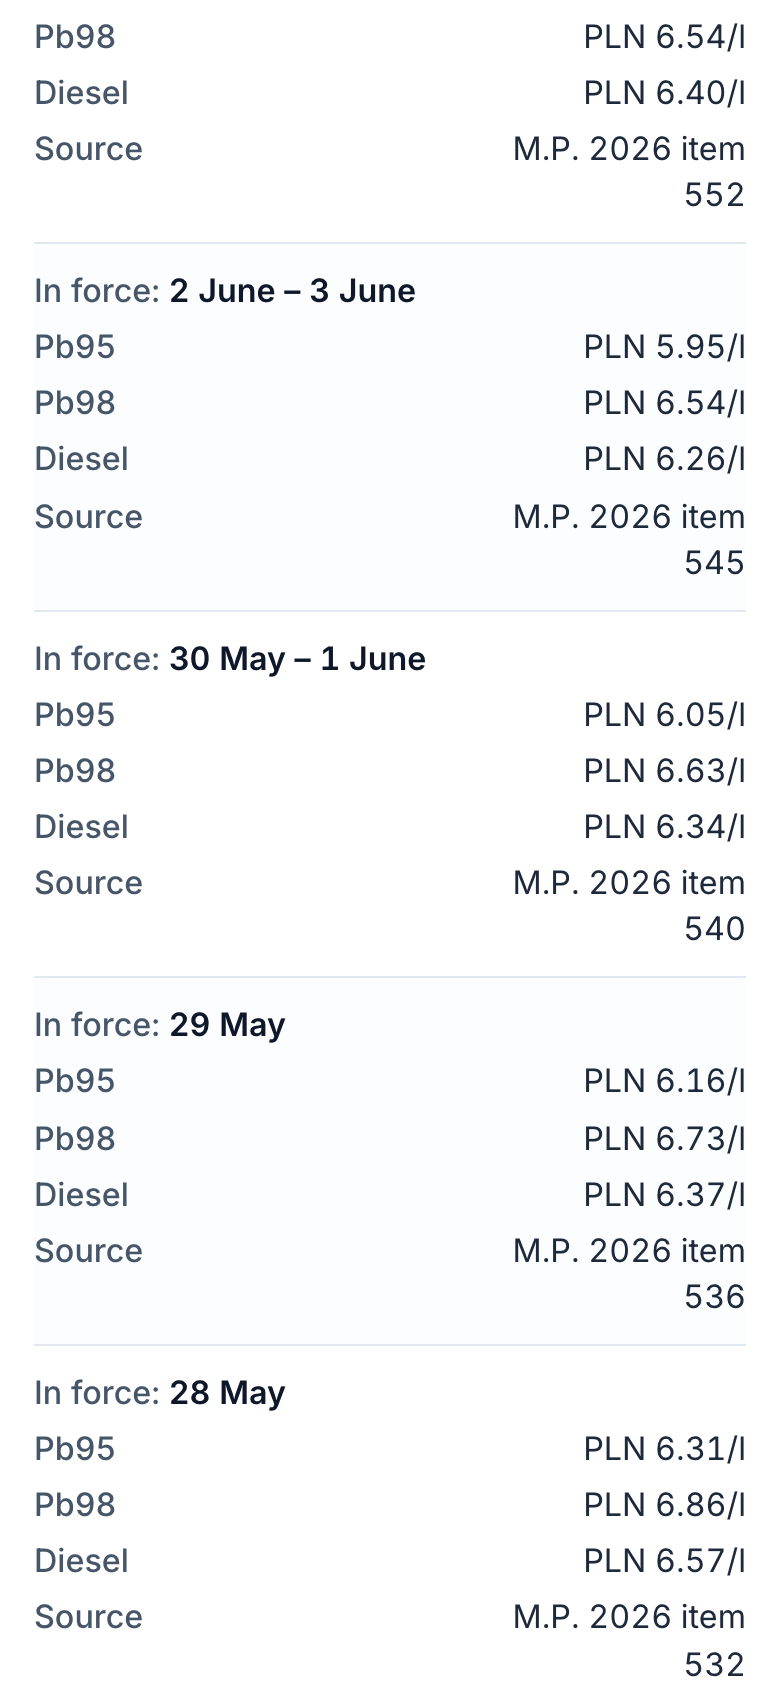 Pb98 PLN 6.54/l
Diesel PLN 6.40/l
Source M.P. 2026 item
552
In force: 2 June – 3 June
Pb95 PLN 5.95/l
Pb98 PLN 6.54/l
Diesel PLN 6.26/l
Source M.P. 2026 item
545
In force: 30 May – 1 June
Pb95 PLN 6.05/l
Pb98 PLN 6.63/l
Diesel PLN 6.34/l
Source M.P. 2026 item
540
In force: 29 May
Pb95 PLN 6.16/l
Pb98 PLN 6.73/l
Diesel PLN 6.37/l
Source M.P. 2026 item
536
In force: 28 May
Pb95 PLN 6.31/l
Pb98 PLN 6.86/l
Diesel PLN 6.57/l
Source M.P. 2026 item
532